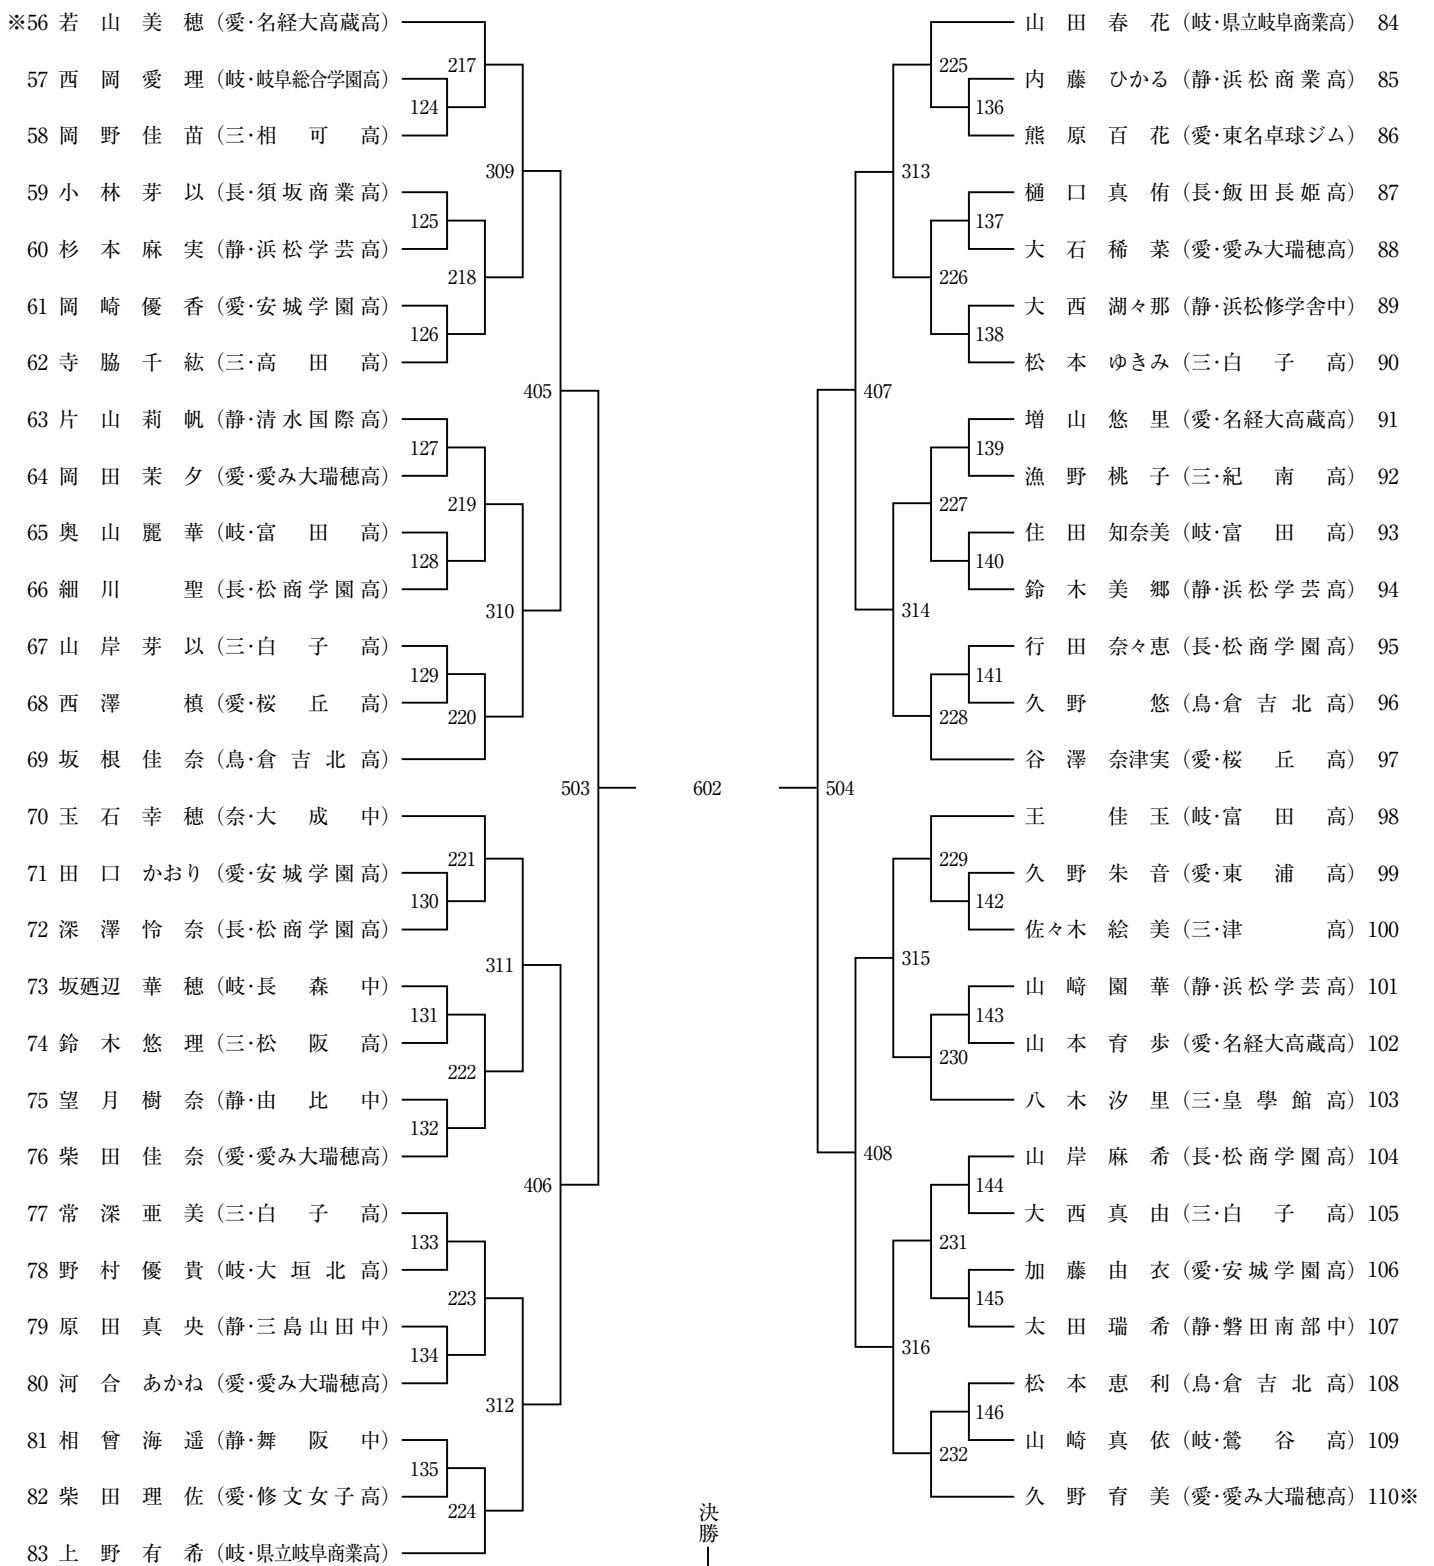 ※56 若山美穂 (愛・名経大高蔵高)
57 西岡愛理 (岐・岐阜総合学園高)
58 岡野佳苗 (三・相可高)
59 小林芽以 (長・須坂商業高)
60 杉本麻実 (静・浜松学芸高)
61 岡崎優香 (愛・安城学園高)
62 寺脇千紘 (三・高田高)
63 片山莉帆 (静・清水国際高)
64 岡田茉夕 (愛・愛み大瑞穂高)
65 奥山麗華 (岐・富田高)
66 細川聖 (長・松商学園高)
67 山岸芽以 (三・白子高)
68 西澤槙 (愛・桜丘高)
69 坂根佳奈 (鳥・倉吉北高)
70 玉石幸穂 (奈・大成中)
71 田口かおり (愛・安城学園高)
72 深澤怜奈 (長・松商学園高)
73 坂廼辺華穂 (岐・長森中)
74 鈴木悠理 (三・松阪高)
75 望月樹奈 (静・由比中)
76 柴田佳奈 (愛・愛み大瑞穂高)
77 常深亜美 (三・白子高)
78 野村優貴 (岐・大垣北高)
79 原田真央 (静・三島山田中)
80 河合あかね (愛・愛み大瑞穂高)
81 相曾海遥 (静・舞阪中)
82 柴田理佐 (愛・修文女子高)
83 上野有希 (岐・県立岐阜商業高)
217
124
309
125
218
126
405
127
219
128
310
129
220
503
221
130
311
131
222
132
406
133
223
134
312
135
224
602
決勝
504
225
136
313
137
226
138
407
139
227
140
314
141
228
229
142
315
143
230
408
144
231
145
316
146
232
山田春花 (岐・県立岐阜商業高) 84
内藤ひかる (静・浜松商業高) 85
熊原百花 (愛・東名卓球ジム) 86
樋口真侑 (長・飯田長姫高) 87
大石稀菜 (愛・愛み大瑞穂高) 88
大西湖々那 (静・浜松修学舎中) 89
松本ゆきみ (三・白子高) 90
増山悠里 (愛・名経大高蔵高) 91
漁野桃子 (三・紀南高) 92
住田知奈美 (岐・富田高) 93
鈴木美郷 (静・浜松学芸高) 94
行田奈々恵 (長・松商学園高) 95
久野悠 (鳥・倉吉北高) 96
谷澤奈津実 (愛・桜丘高) 97
王佳玉 (岐・富田高) 98
久野朱音 (愛・東浦高) 99
佐々木絵美 (三・津高) 100
山﨑園華 (静・浜松学芸高) 101
山本育歩 (愛・名経大高蔵高) 102
八木汐里 (三・皇學館高) 103
山岸麻希 (長・松商学園高) 104
大西真由 (三・白子高) 105
加藤由衣 (愛・安城学園高) 106
太田瑞希 (静・磐田南部中) 107
松本恵利 (鳥・倉吉北高) 108
山崎真依 (岐・鶯谷高) 109
久野育美 (愛・愛み大瑞穂高) 110※